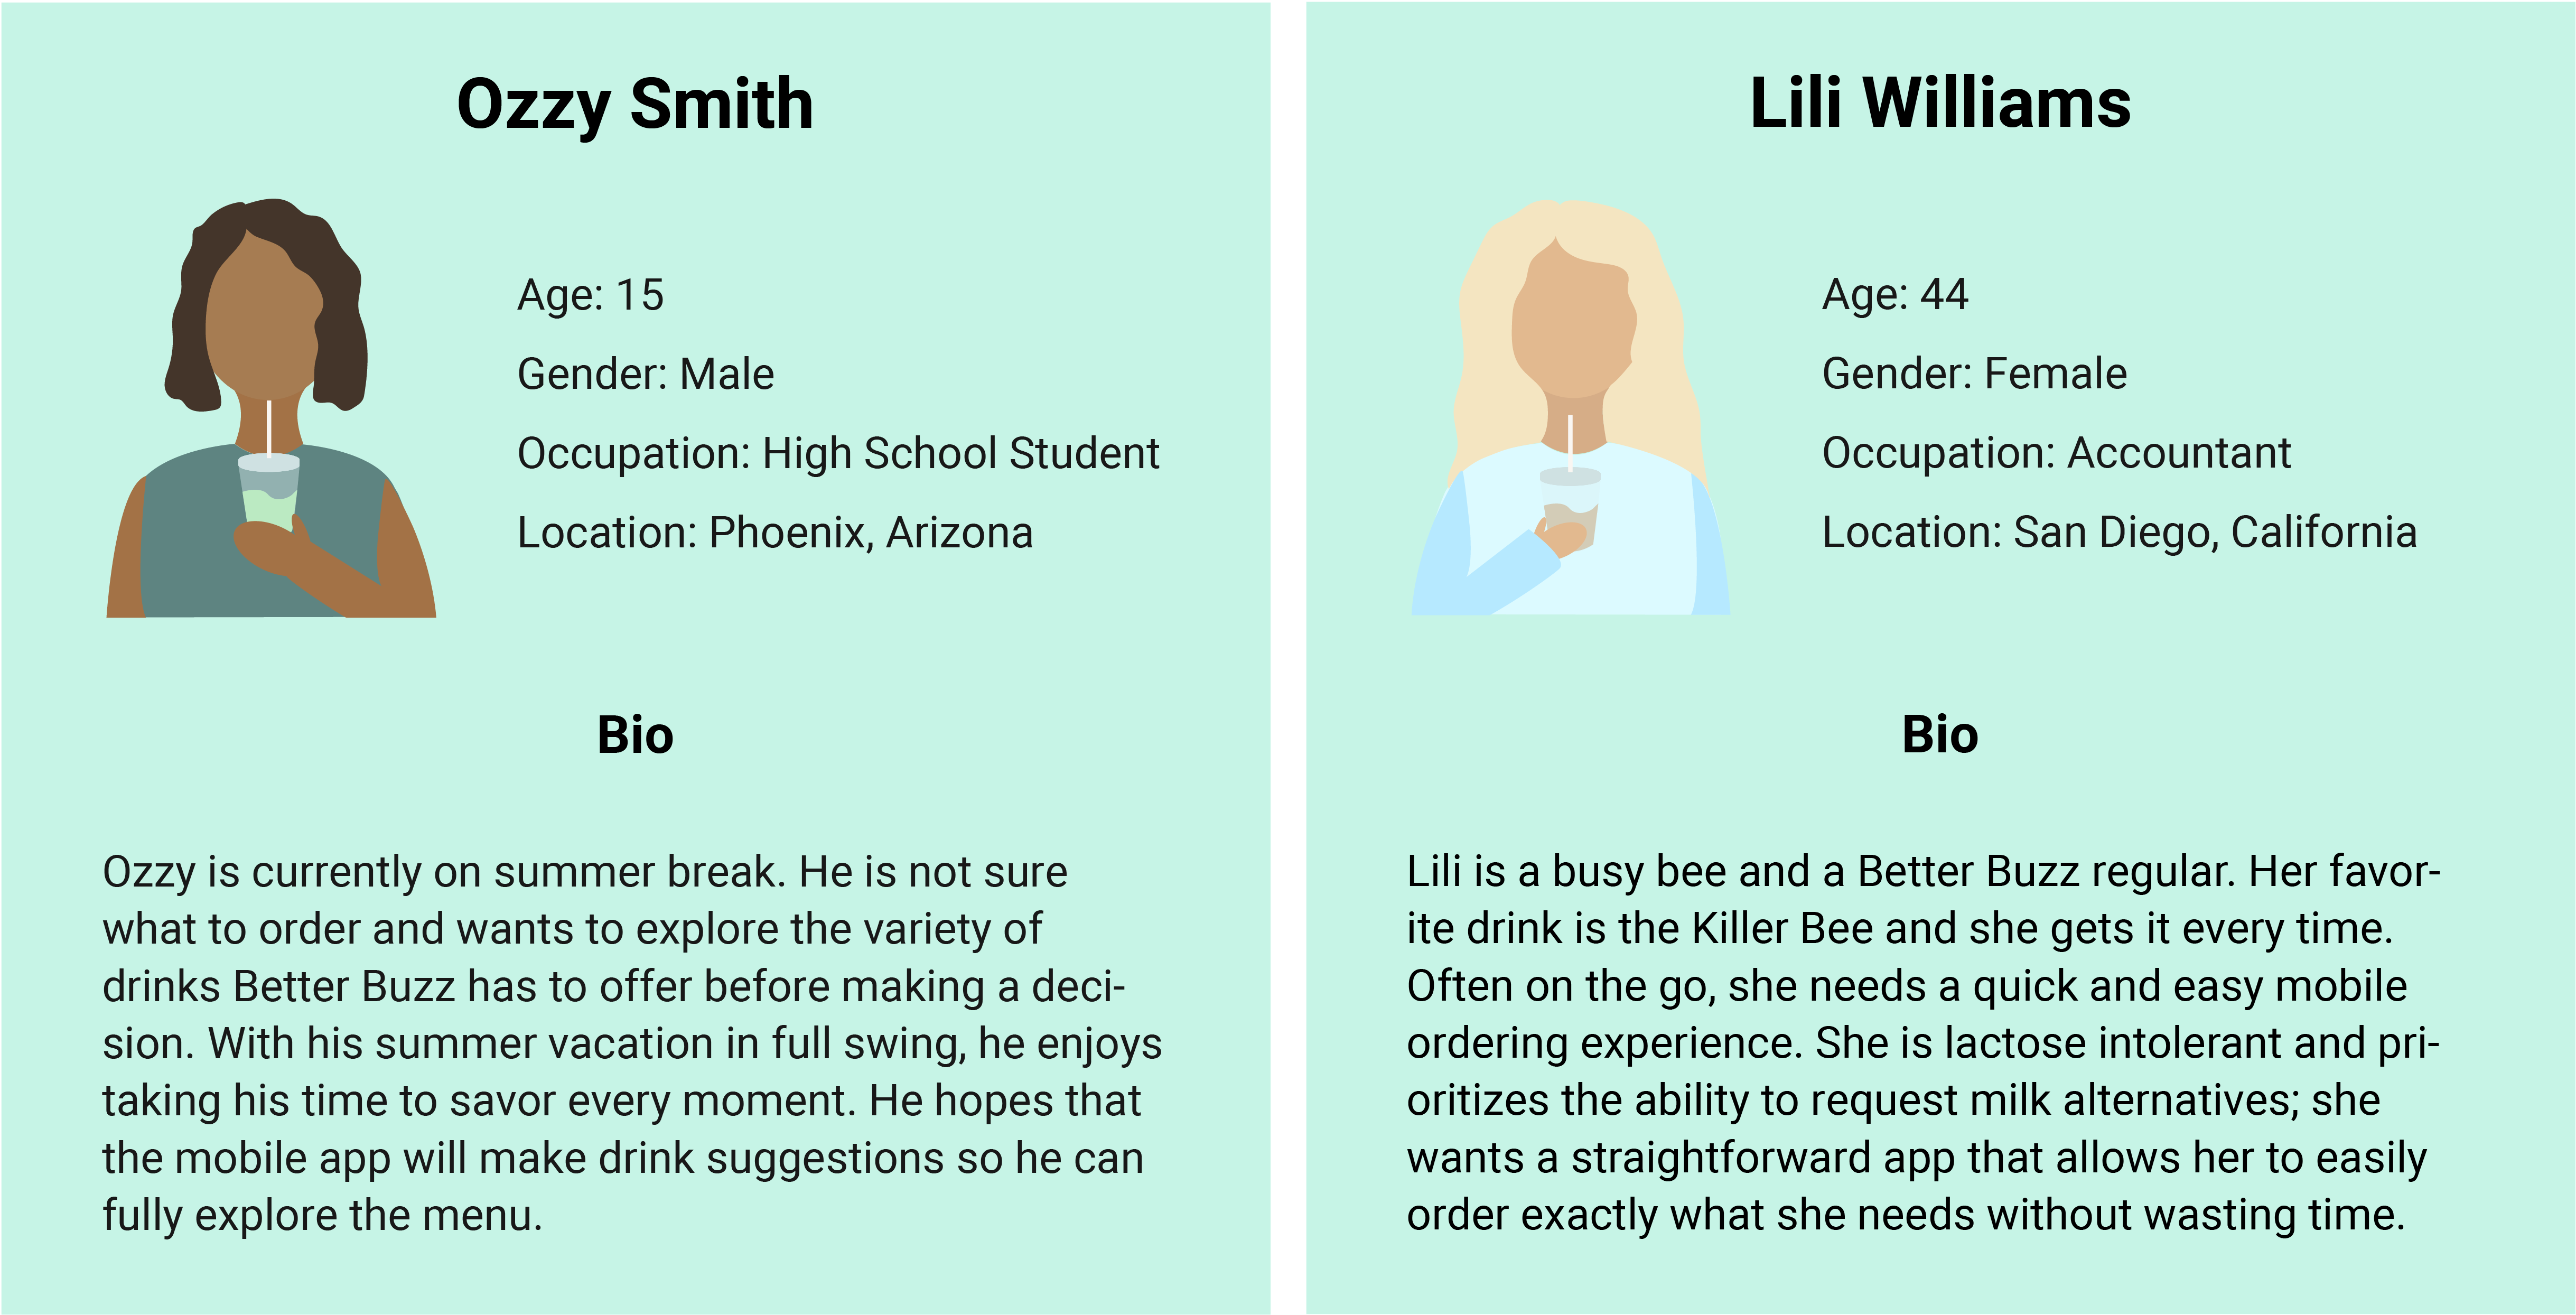 Ozzy Smith
Age: 15
Gender: Male
Occupation: High School Student
Location: Phoenix, Arizona
Bio
Ozzy is currently on summer break. He is not sure
what to order and wants to explore the variety of
drinks Better Buzz has to offer before making a deci-
sion. With his summer vacation in full swing, he enjoys
taking his time to savor every moment. He hopes that
the mobile app will make drink suggestions so he can
fully explore the menu.
Lili Williams
Age: 44
Gender: Female
Occupation: Accountant
Location: San Diego, California
Bio
Lili is a busy bee and a Better Buzz regular. Her favor-
ite drink is the Killer Bee and she gets it every time.
Often on the go, she needs a quick and easy mobile
ordering experience. She is lactose intolerant and pri-
oritizes the ability to request milk alternatives; she
wants a straightforward app that allows her to easily
order exactly what she needs without wasting time.